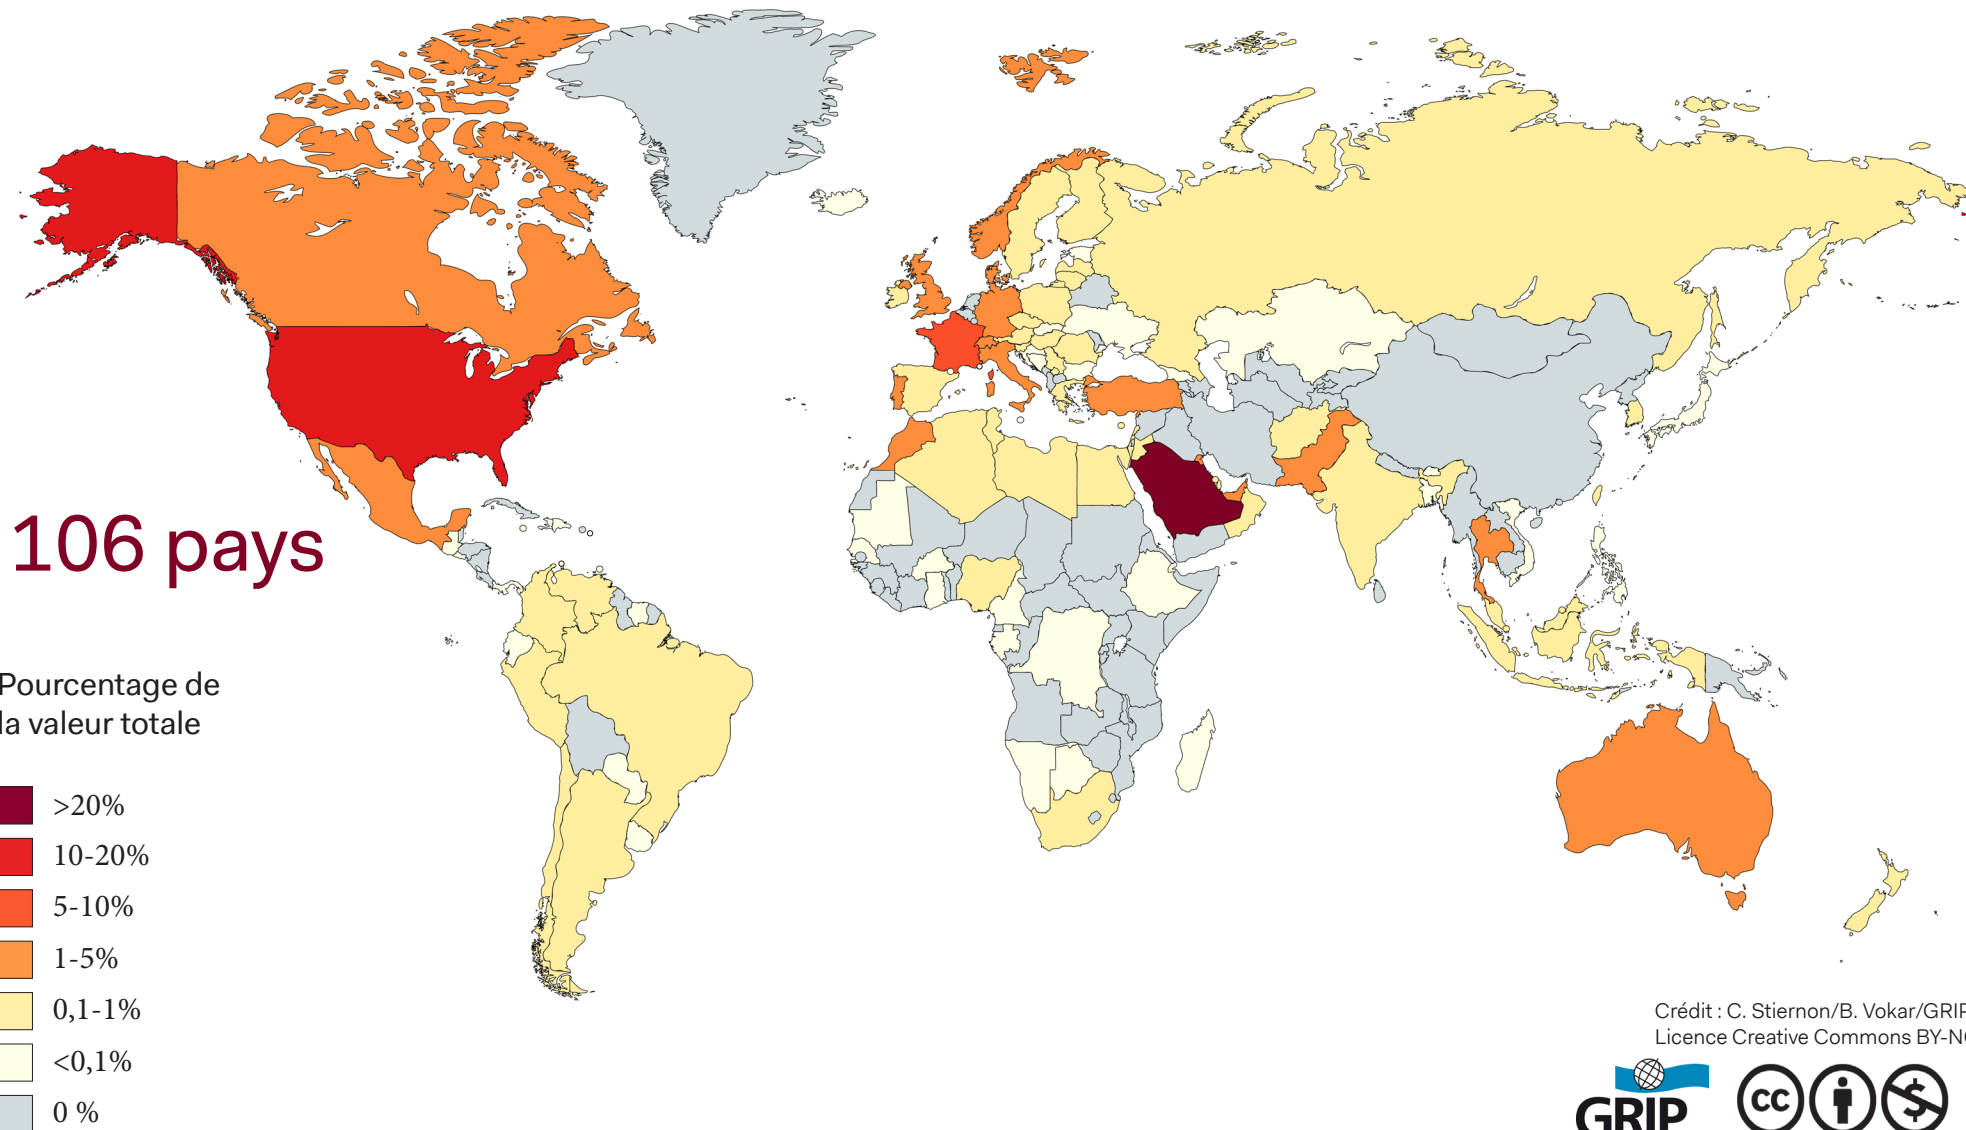 106 pays
Pourcentage de
la valeur totale
>20%
10-20%
5-10%
1-5%
0,1-1%
<0,1%
0 %
Crédit : C. Stiernon/B. Vokar/GRIP
Licence Creative Commons BY-NC
GRIP
cc